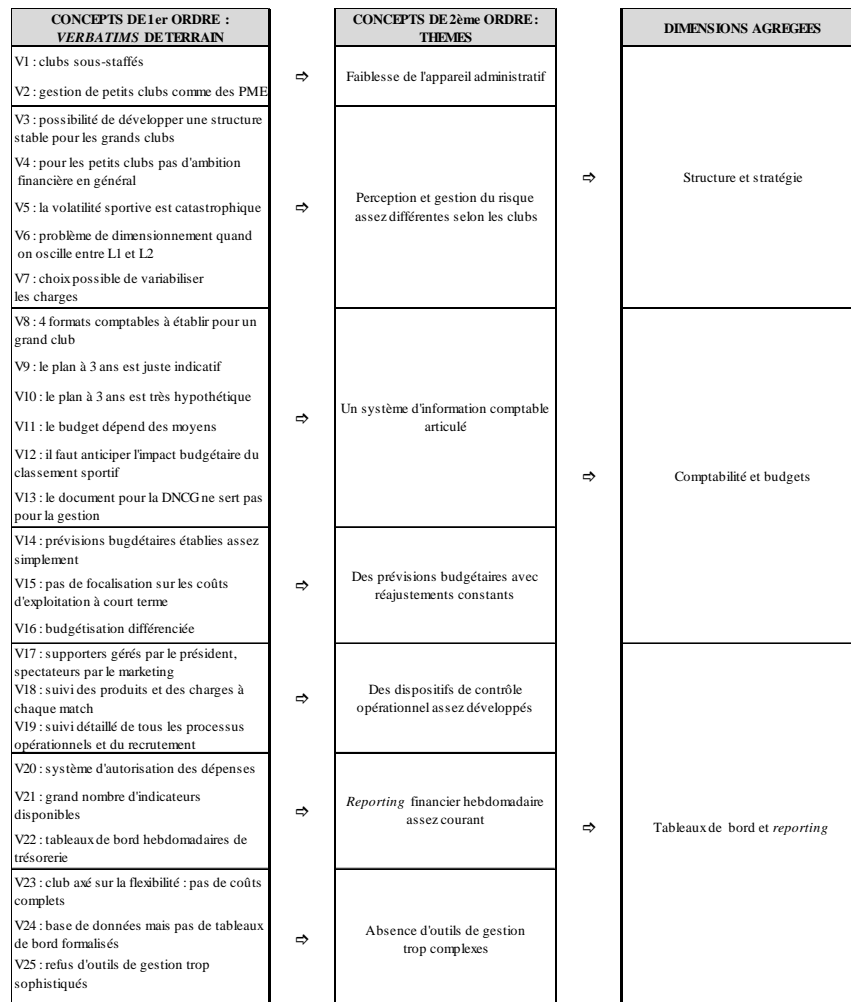 CONCEPTS DE 1er ORDRE :
VERBATIMS DE TERRAIN
CONCEPTS DE 2ème ORDRE :
THEMES
DIMENSIONS AGREGEES
V1 : clubs sous-staffés
V2 : gestion de petits clubs comme des PME
⇨
Faiblesse de l'appareil administratif
V3 : possibilité de développer une structure
stable pour les grands clubs
V4 : pour les petits clubs pas d'ambition
financière en général
V5 : la volatilité sportive est catastrophique
V6 : problème de dimensionnement quand
on oscille entre L1 et L2
V7 : choix possible de variabiliser
les charges
⇨
Perception et gestion du risque
assez différentes selon les clubs
⇨
Structure et stratégie
V8 : 4 formats comptables à établir pour un
grand club
V9 : le plan à 3 ans est juste indicatif
V10 : le plan à 3 ans est très hypothétique
V11 : le budget dépend des moyens
V12 : il faut anticiper l'impact budgétaire du
classement sportif
V13 : le document pour la DNCG ne sert pas
pour la gestion
⇨
Un système d'information comptable
articulé
V14 : prévisions bugdétaires établies assez
simplement
V15 : pas de focalisation sur les coûts
d'exploitation à court terme
V16 : budgétisation différenciée
⇨
Des prévisions budgétaires avec
réajustements constants
⇨
Comptabilité et budgets
V17 : supporters gérés par le président,
spectateurs par le marketing
V18 : suivi des produits et des charges à
chaque match
V19 : suivi détaillé de tous les processus
opérationnels et du recrutement
⇨
Des dispositifs de contrôle
opérationnel assez développés
V20 : système d'autorisation des dépenses
V21 : grand nombre d'indicateurs
disponibles
V22 : tableaux de bord hebdomadaires de
trésorerie
⇨
Reporting financier hebdomadaire
assez courant
V23 : club axé sur la flexibilité : pas de coûts
complets
V24 : base de données mais pas de tableaux
de bord formalisés
V25 : refus d'outils de gestion trop
sophistiqués
⇨
Absence d'outils de gestion
trop complexes
⇨
Tableaux de bord et reporting